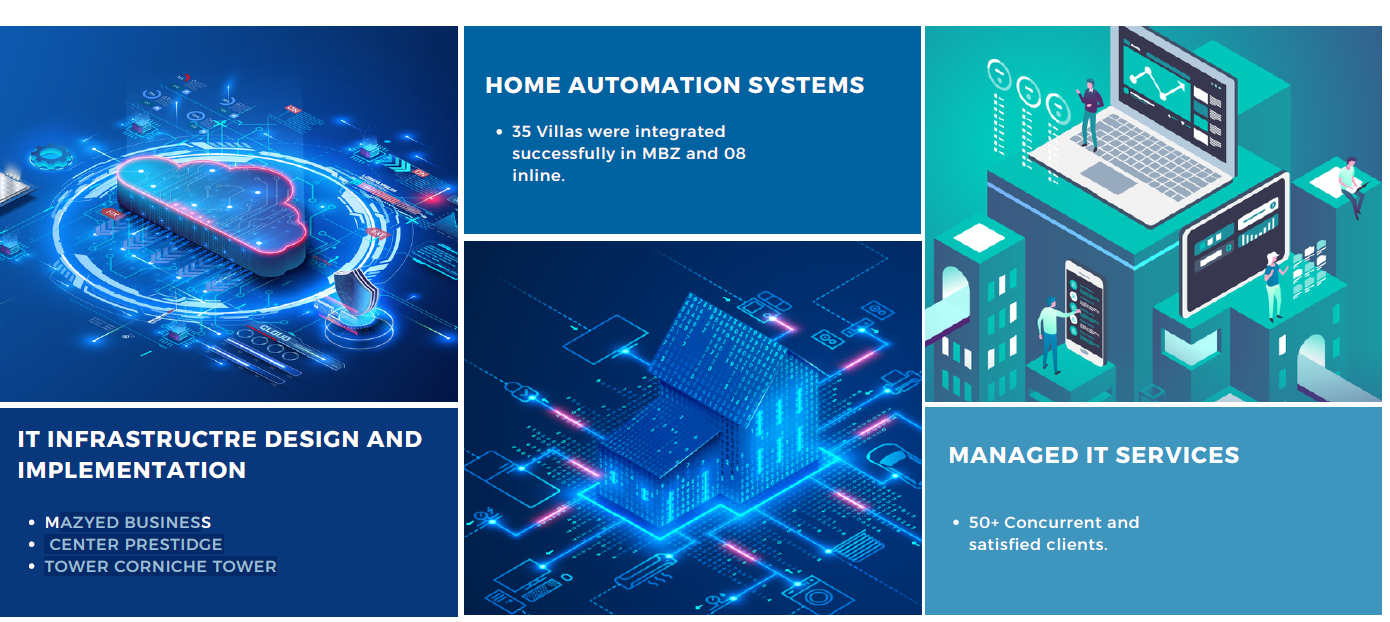 HOME AUTOMATION SYSTEMS
• 35 Villas were integrated
successfully in MBZ and 08
inline.
CLOUD
IT INFRASTRUCTRE DESIGN AND
IMPLEMENTATION
• MAZYED BUSINESS
• CENTER PRESTIDGE
• TOWER CORNICHE TOWER
MANAGED IT SERVICES
• 50+ Concurrent and
satisfied clients.